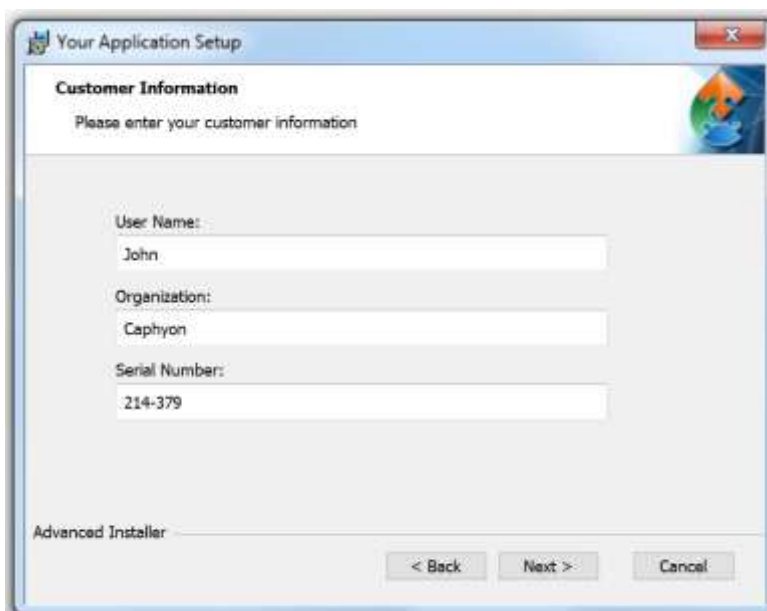 Your Application Setup
Customer Information
Please enter your customer information
User Name:
John
Organization:
Caphyon
Serial Number:
214-379
Advanced Installer
< Back Next > Cancel